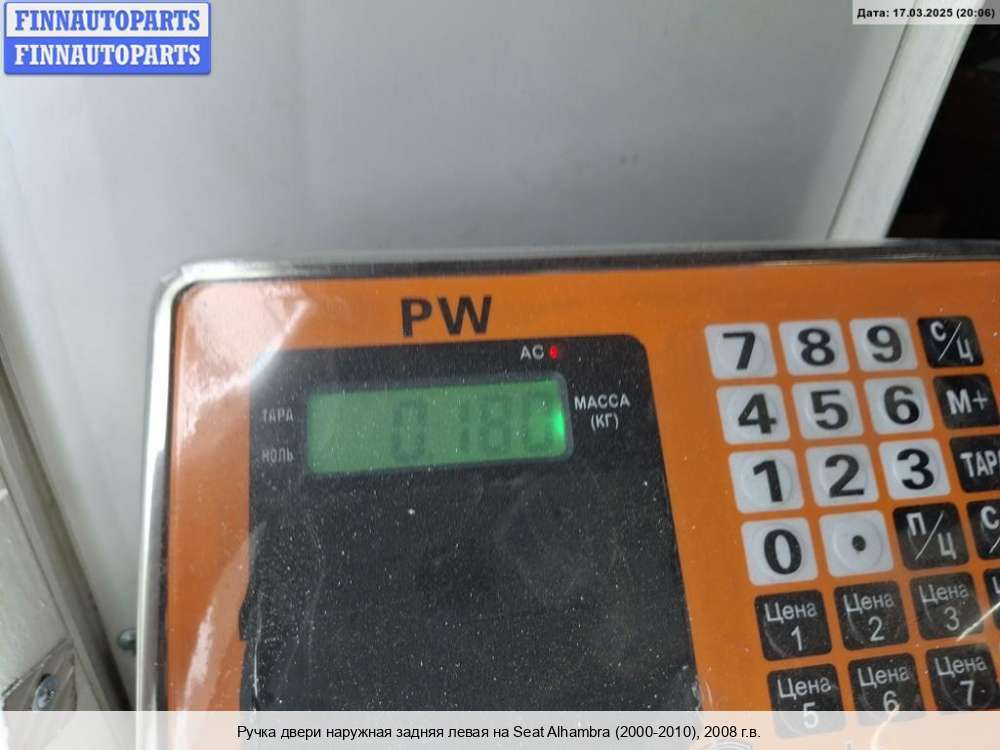 FINNAUTOPARTS
FINNAUTOPARTS
Дата: 17.03.2025 (20:06)
PW
AC
ТАРА
НОЛЬ
0180
МАССА
(КГ)
7 8 9 С/Ц
4 5 6 М+
1 2 3
0 . П/Ц
Цена 1 Цена 2 Цена 3
Цена 5 Цена 6 Цена 7
Ручка двери наружная задняя левая на Seat Alhambra (2000-2010), 2008 г.в.